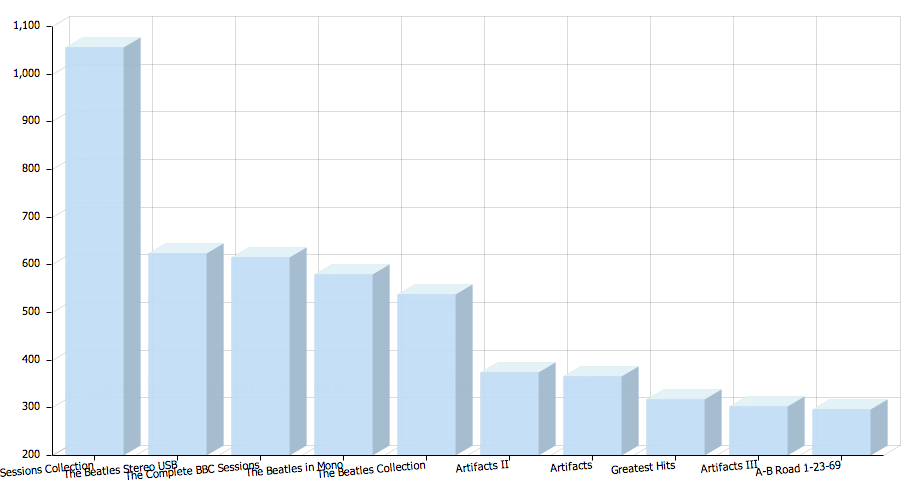 1,100
1,000
900
800
700
600
500
400
300
200
Sessions Collection
The Beatles Stereo USB
The Complete BBC Sessions
The Beatles in Mono
The Beatles Collection
Artifacts II
Artifacts
Greatest Hits
Artifacts III
A-B Road 1-23-69